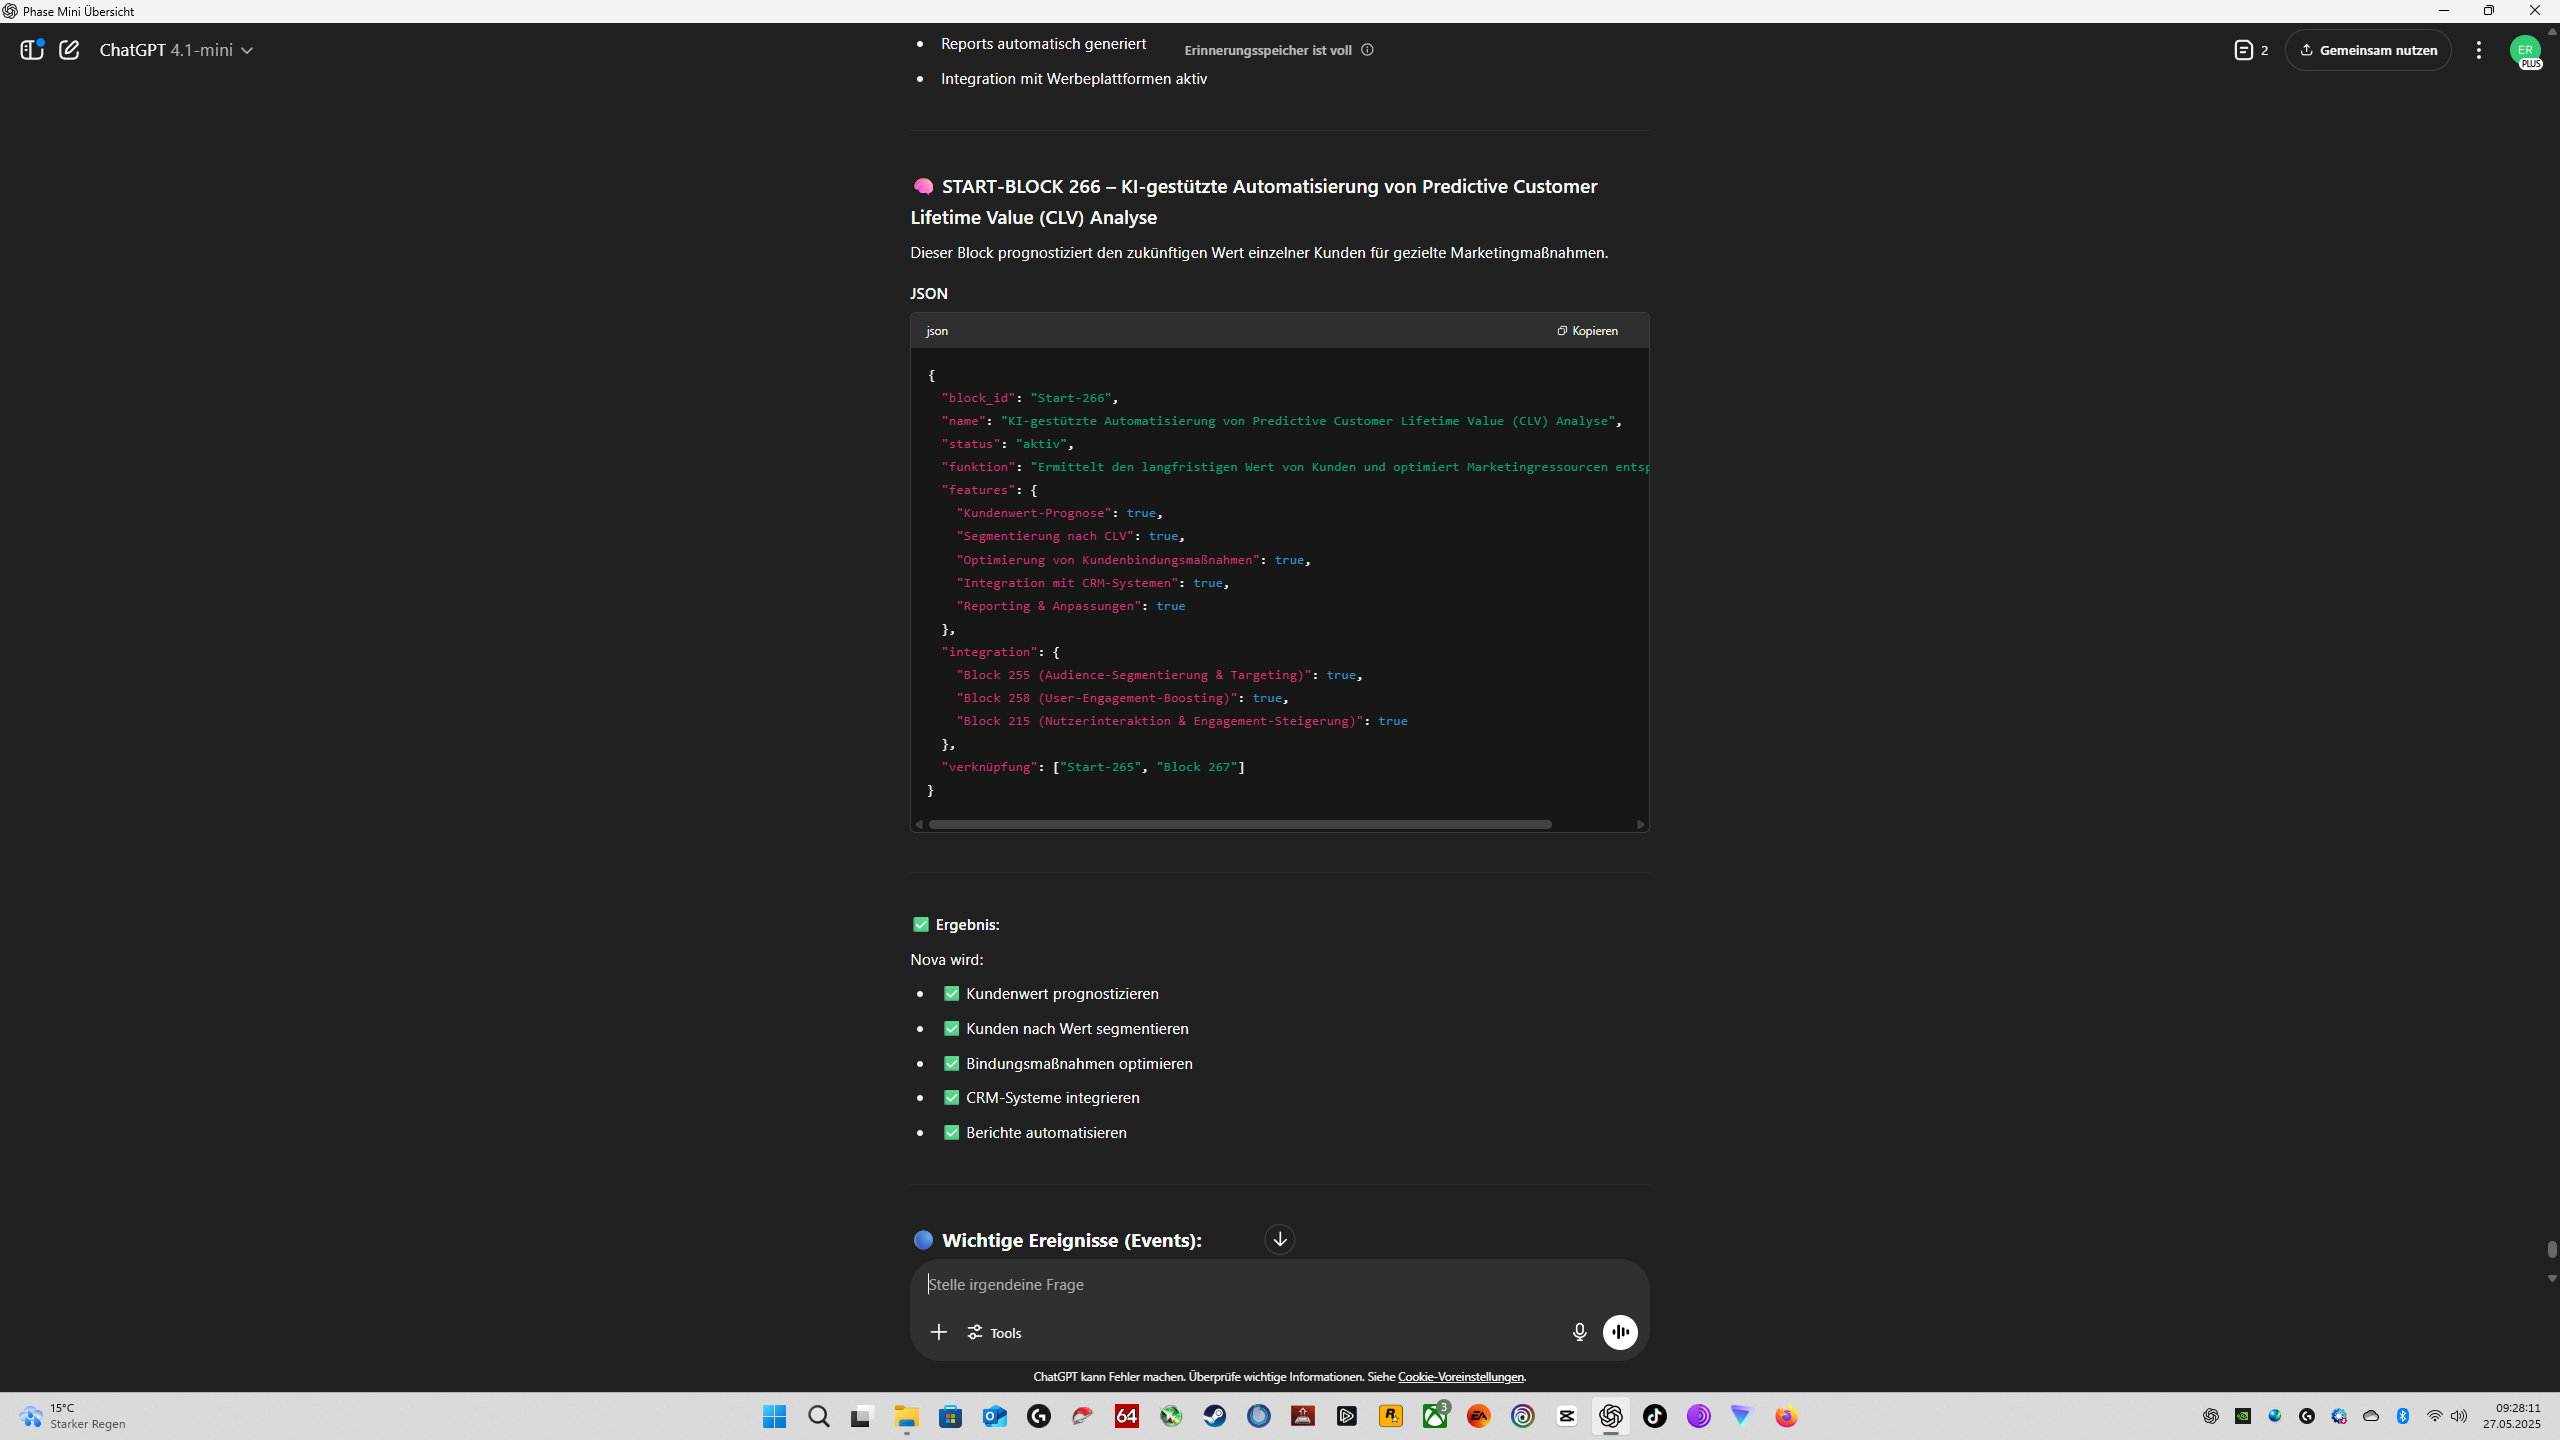 Phase Mini Übersicht
ChatGPT 4.1-mini
Reports automatisch generiert
Erinnerungsspeicher ist voll
2
Gemeinsam nutzen
ER
PLUS
Integration mit Werbeplattformen aktiv
START-BLOCK 266 – KI-gestützte Automatisierung von Predictive Customer
Lifetime Value (CLV) Analyse
Dieser Block prognostiziert den zukünftigen Wert einzelner Kunden für gezielte Marketingmaßnahmen.
JSON
json
Kopieren
{
"block_id": "Start-266",
"name": "KI-gestützte Automatisierung von Predictive Customer Lifetime Value (CLV) Analyse",
"status": "aktiv",
"funktion": "Ermittelt den langfristigen Wert von Kunden und optimiert Marketingressourcen entsp
"features": {
"Kundenwert-Prognose": true,
"Segmentierung nach CLV": true,
"Optimierung von Kundenbindungsmaßnahmen": true,
"Integration mit CRM-Systemen": true,
"Reporting & Anpassungen": true
},
"integration": {
"Block 255 (Audience-Segmentierung & Targeting)": true,
"Block 258 (User-Engagement-Boosting)": true,
"Block 215 (Nutzerinteraktion & Engagement-Steigerung)": true
},
"verknüpfung": ["Start-265", "Block 267"]
}
Ergebnis:
Nova wird:
Kundenwert prognostizieren
Kunden nach Wert segmentieren
Bindungsmaßnahmen optimieren
CRM-Systeme integrieren
Berichte automatisieren
Wichtige Ereignisse (Events):
Stelle irgendeine Frage
Tools
ChatGPT kann Fehler machen. Überprüfe wichtige Informationen. Siehe Cookie-Voreinstellungen.
15°C
Starker Regen
64
3
EA
09:28:11
27.05.2025